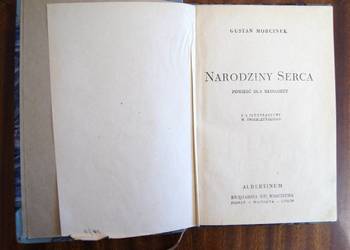 GUSTAW MORCINEK
NARODZINY SERCA
POWIEŚĆ DLA MŁODZIEŻY
ALBERTINUM
KSIĘGARNIA ŚW. WOJCIECHA
POZNAŃ - WARSZAWA - LUBLIN